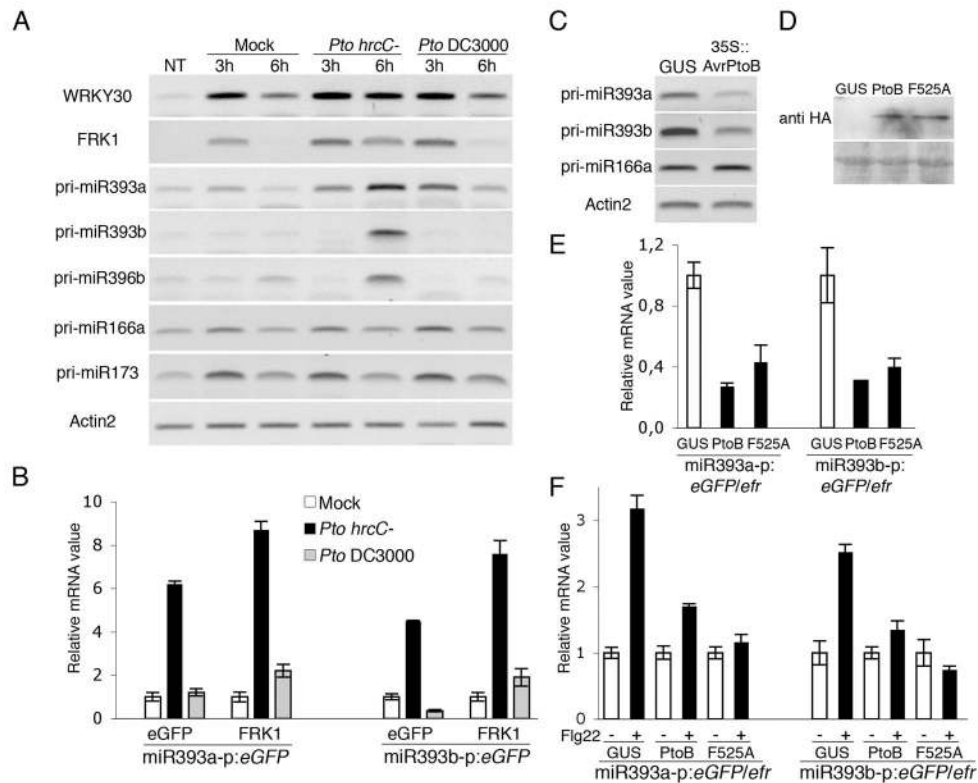 A
Mock
Pto hrcC-
Pto DC3000
NT 3h 6h 3h 6h 3h 6h
WRKY30
FRK1
pri-miR393a
pri-miR393b
pri-miR396b
pri-miR166a
pri-miR173
Actin2
B
Relative mRNA value
10
8
6
4
2
0
Mock
Pto hrcC-
Pto DC3000
eGFP FRK1
miR393a-p:eGFP
eGFP FRK1
miR393b-p:eGFP
C
35S::
GUS AvrPtoB
pri-miR393a
pri-miR393b
pri-miR166a
Actin2
D
GUS PtoB F525A
anti HA
E
Relative mRNA value
1,2
0,8
0,4
0,0
GUS PtoB F525A
miR393a-p:
eGFP/efr
GUS PtoB F525A
miR393b-p:
eGFP/efr
F
Relative mRNA value
3
2
1
0
Flg22 - + - + - + - + - + - +
GUS PtoB F525A GUS PtoB F525A
miR393a-p:eGFP/efr miR393b-p:eGFP/efr